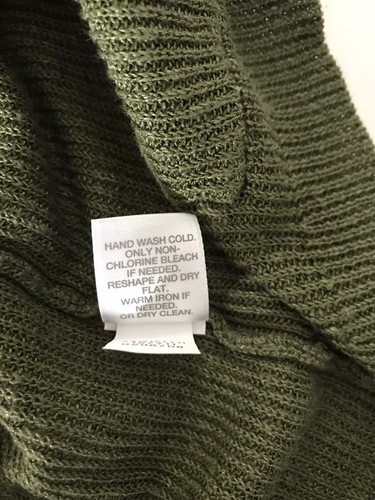 HAND WASH COLD.
ONLY NON-
CHLORINE BLEACH
IF NEEDED.
RESHAPE AND DRY
FLAT.
WARM IRON IF
NEEDED.
OR DRY CLEAN.